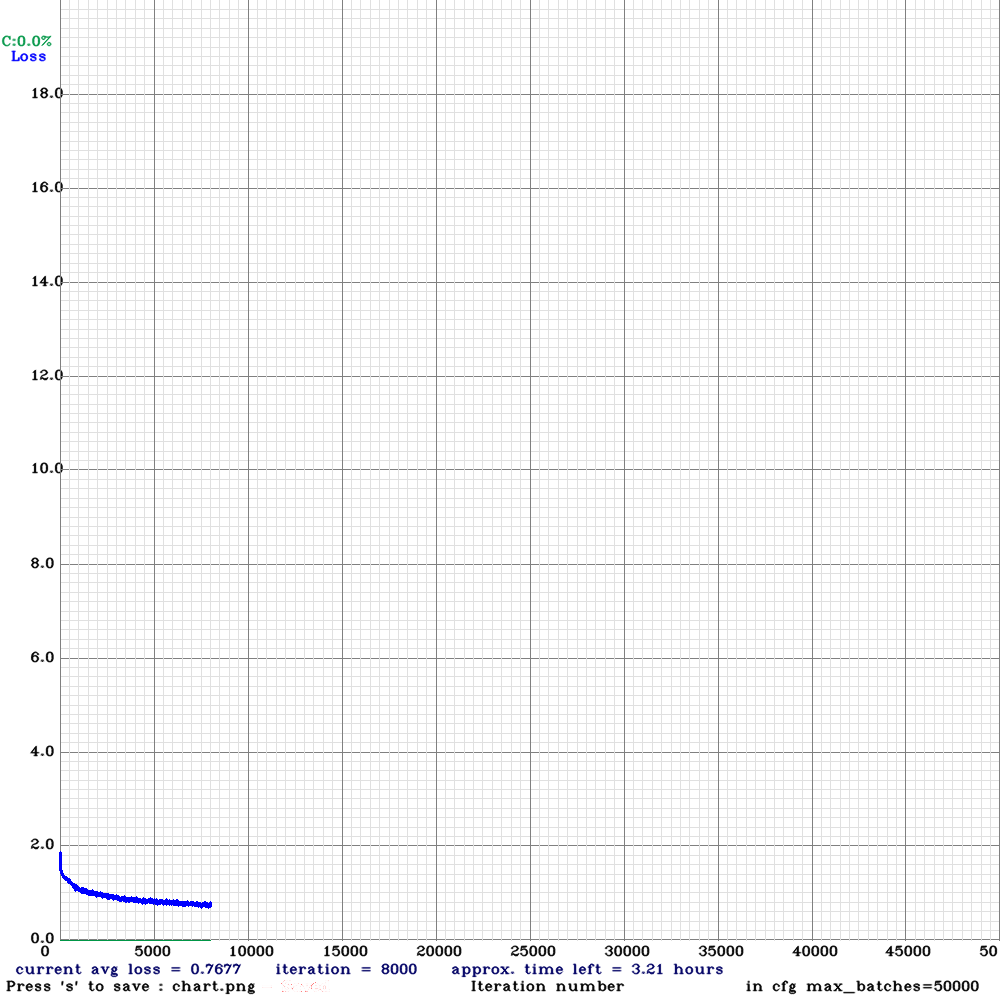 C:0.0%
Loss
18.0
16.0
14.0
12.0
10.0
8.0
6.0
4.0
2.0
0.0
0 5000 10000 15000 20000 25000 30000 35000 40000 45000 50
current avg loss = 0.7677 iteration = 8000 approx. time left = 3.21 hours
Press 's' to save : chart.png Iteration number in cfg max_batches=50000